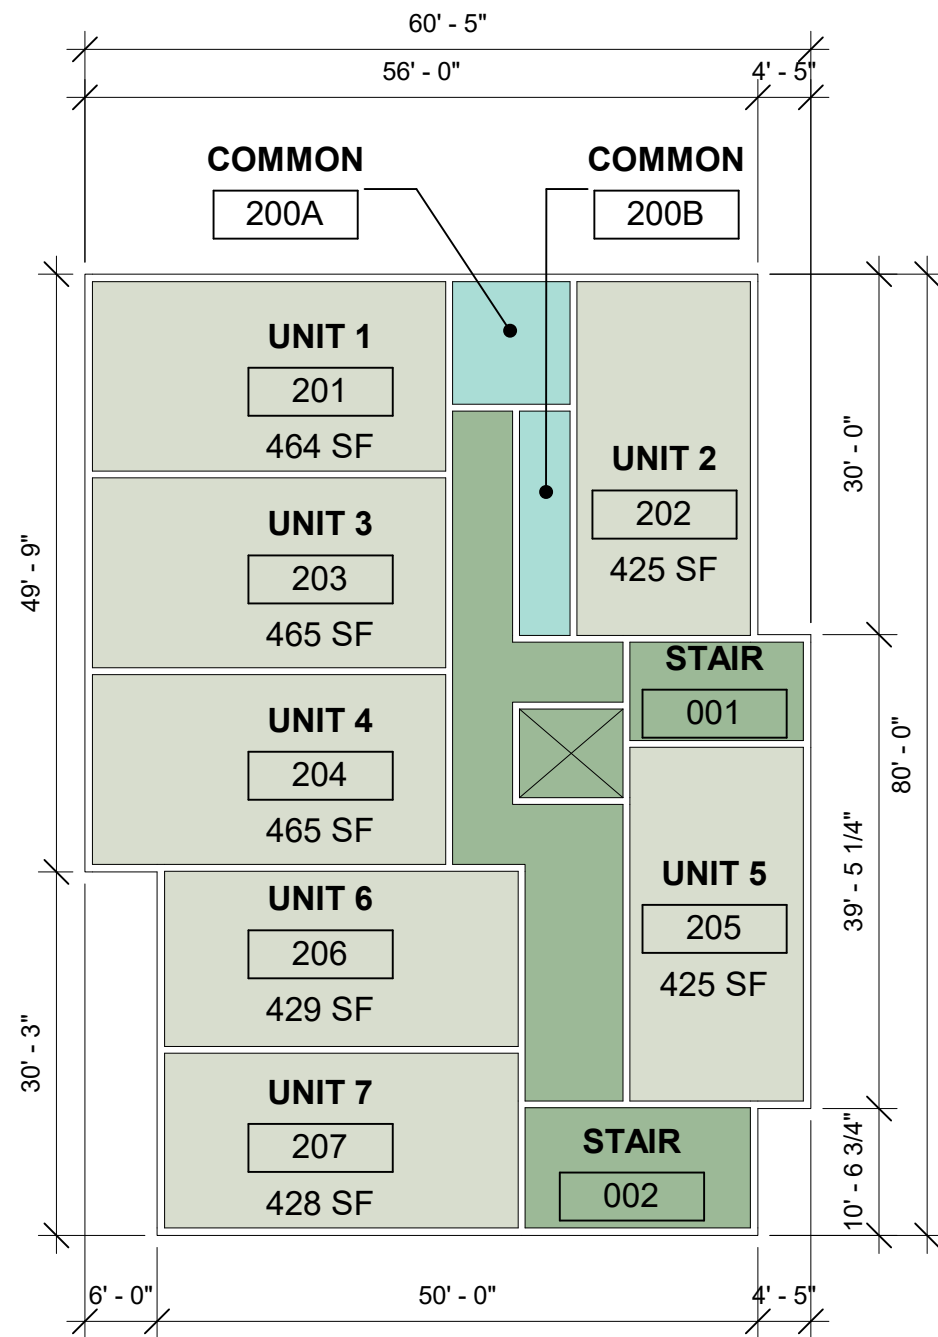 60' - 5"
56' - 0"
4' - 5"
COMMON
200A
COMMON
200B
UNIT 1
201
464 SF
UNIT 2
202
425 SF
UNIT 3
203
465 SF
UNIT 4
204
465 SF
STAIR
001
UNIT 5
205
425 SF
UNIT 6
206
429 SF
UNIT 7
207
428 SF
STAIR
002
49' - 9"
30' - 3"
30' - 0"
80' - 0"
39' - 5 1/4"
10' - 6 3/4"
6' - 0"
50' - 0"
4' - 5"